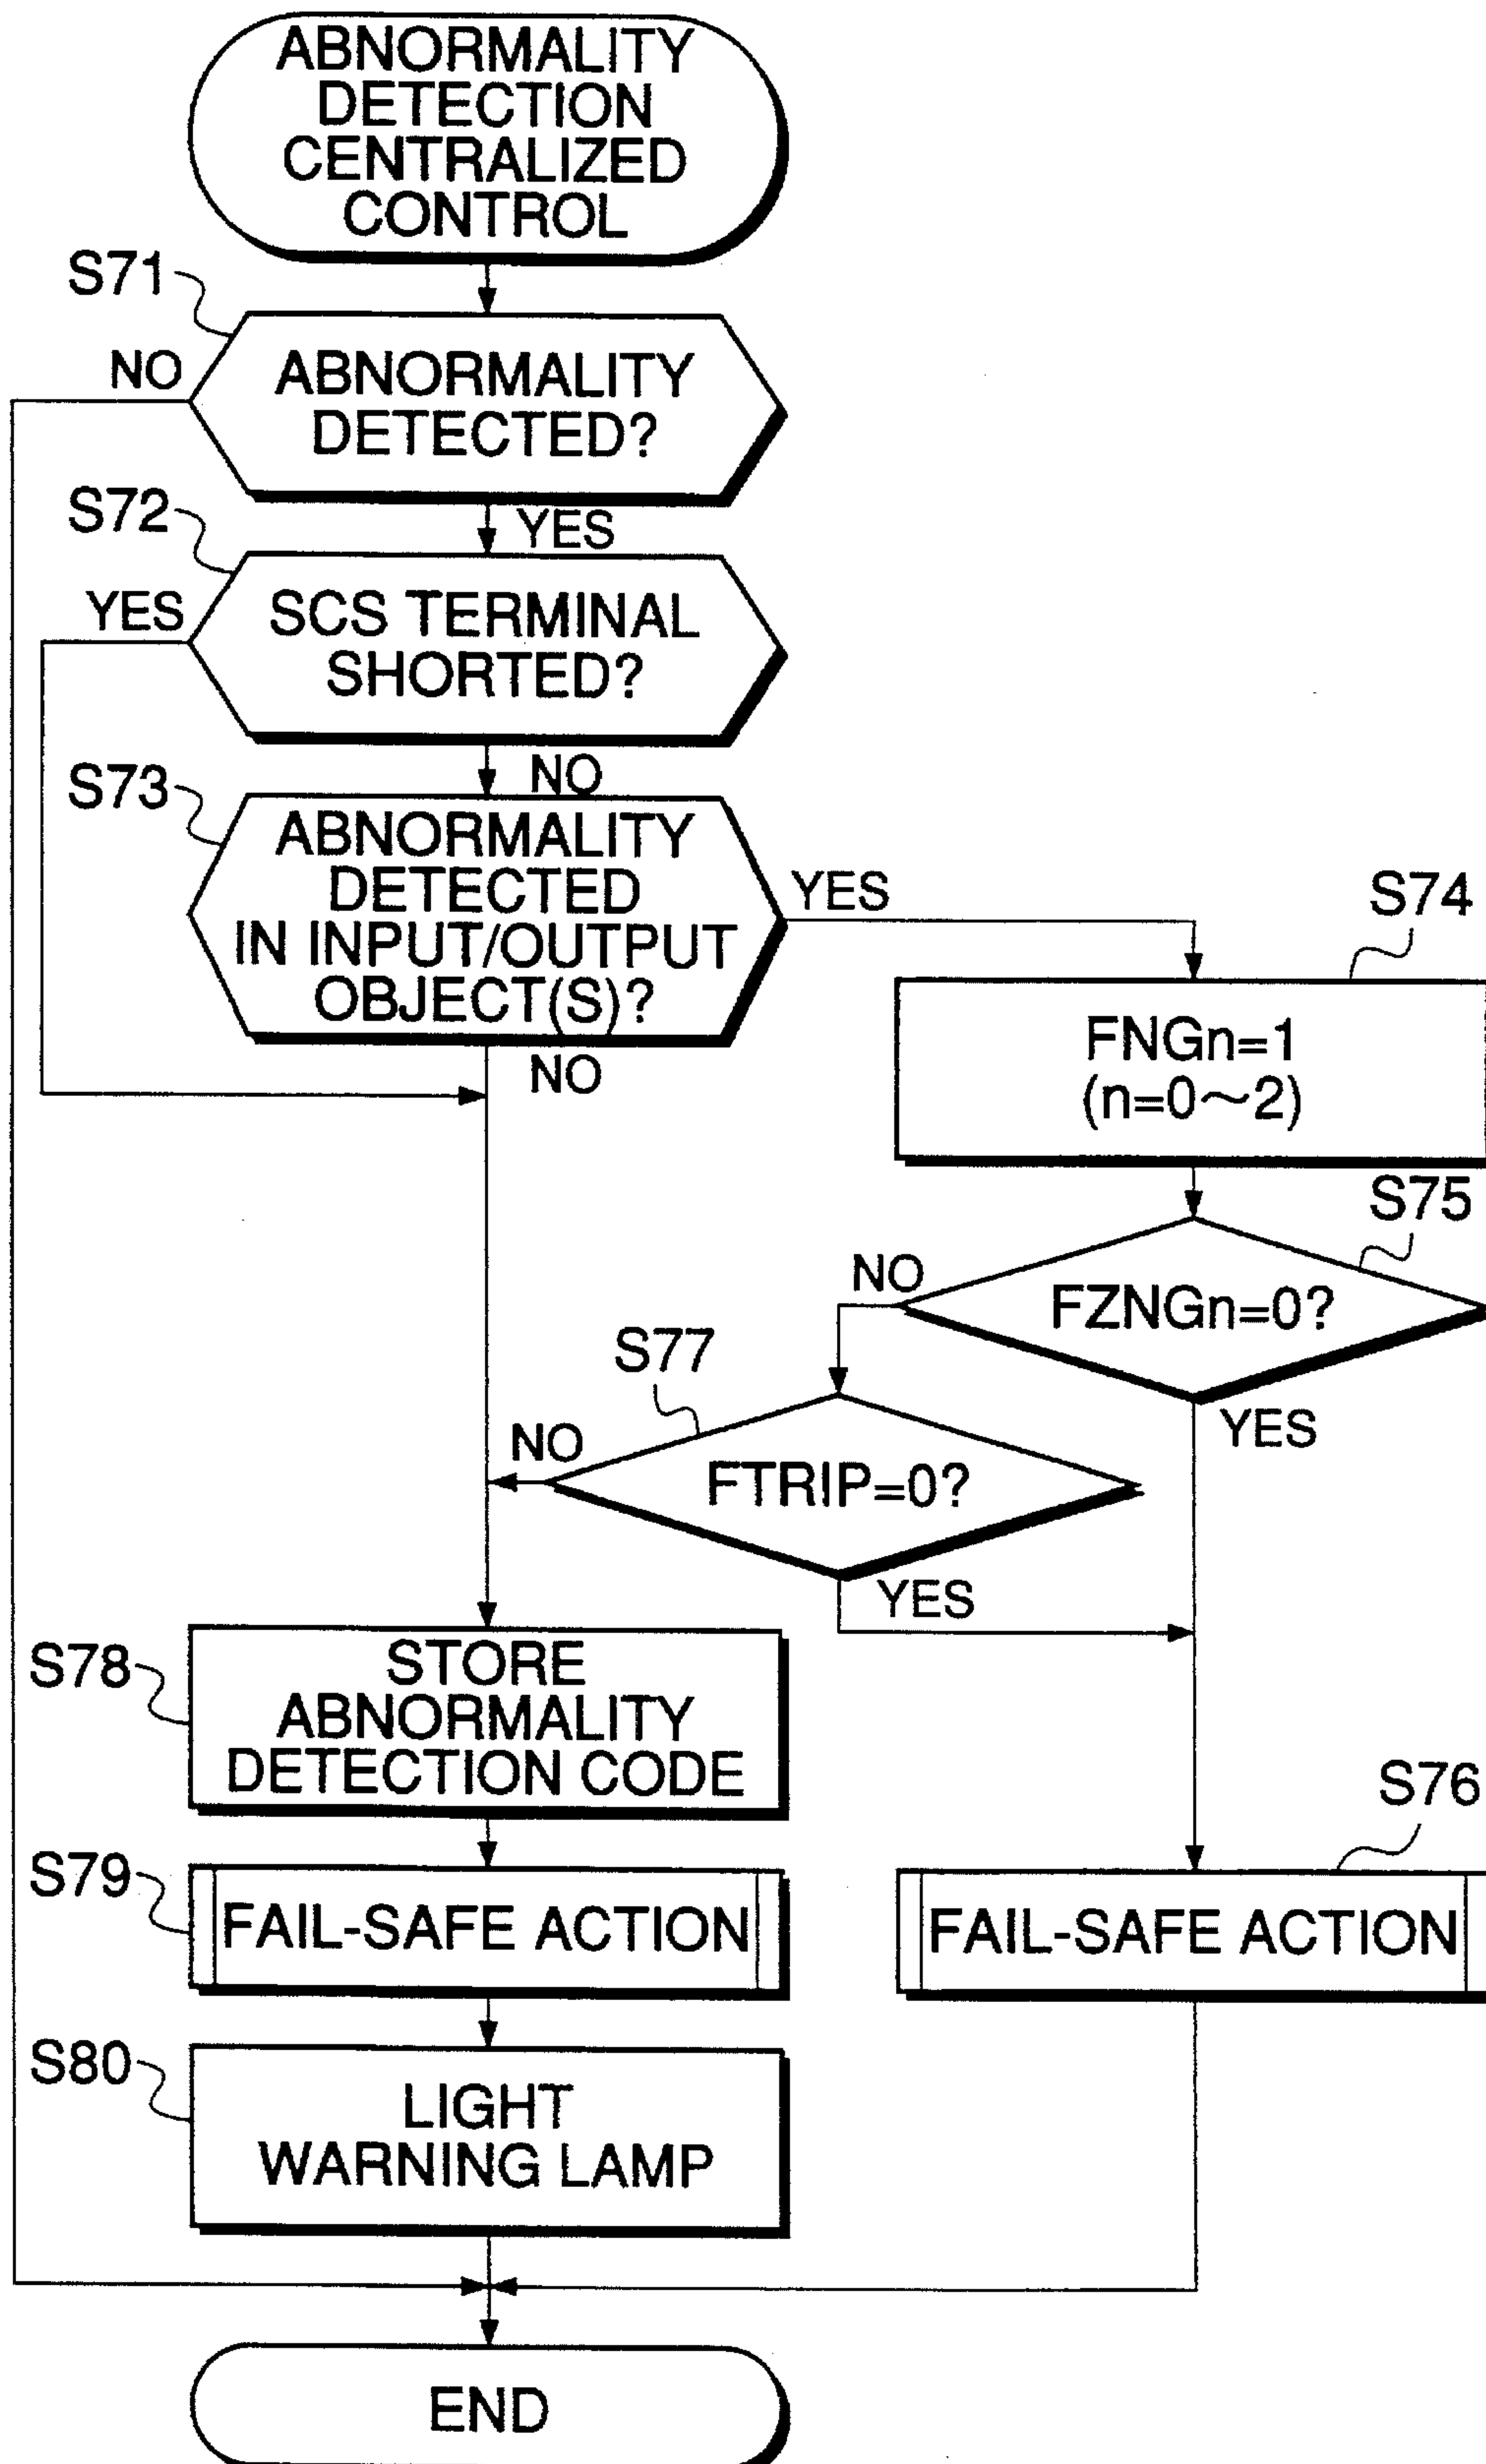 ABNORMALITY
DETECTION
CENTRALIZED
CONTROL
S71
NO
ABNORMALITY
DETECTED?
S72
YES
YES
SCS TERMINAL
SHORTED?
S73
NO
ABNORMALITY
DETECTED
IN INPUT/OUTPUT
OBJECT(S)?
YES
S74
NO
FNGn=1
(n=0~2)
S75
NO
FZNGn=0?
S77
YES
NO
FTRIP=0?
YES
S78
STORE
ABNORMALITY
DETECTION CODE
S76
S79
FAIL-SAFE ACTION
FAIL-SAFE ACTION
S80
LIGHT
WARNING LAMP
END